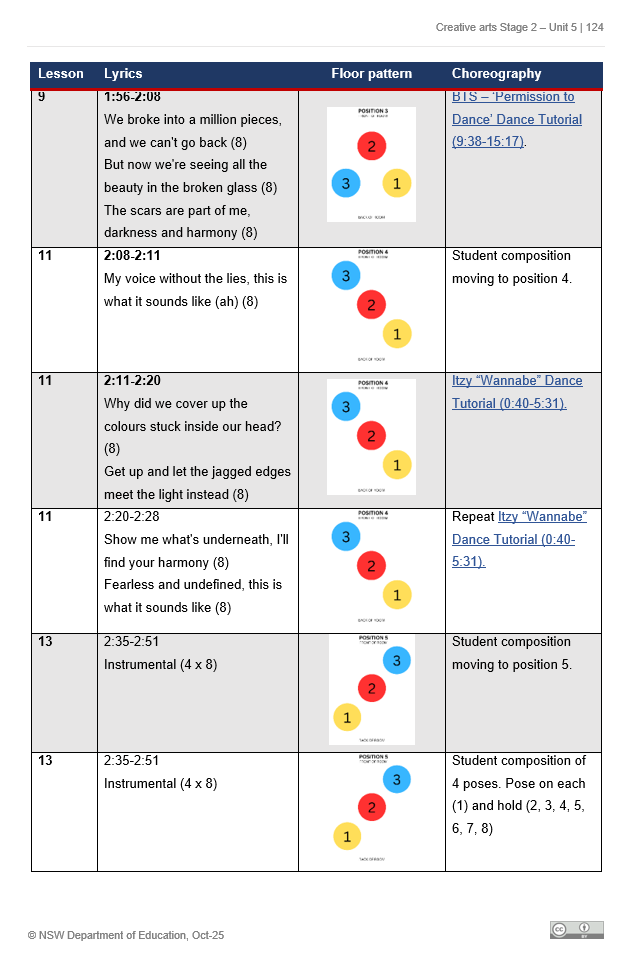 Creative arts Stage 2 – Unit 5 | 124
Lesson Lyrics Floor pattern Choreography
9
1:56-2:08
We broke into a million pieces,
and we can’t go back (8)
But now we’re seeing all the
beauty in the broken glass (8)
The scars are part of me,
darkness and harmony (8)
POSITION 3
2
3
1
BTS – ‘Permission to
Dance’ Dance Tutorial
(9:38-15:17).
11
2:08-2:11
My voice without the lies, this is
what it sounds like (ah) (8)
POSITION 4
3
2
1
Student composition
moving to position 4.
11
2:11-2:20
Why did we cover up the
colours stuck inside our head?
(8)
Get up and let the jagged edges
meet the light instead (8)
POSITION 4
3
2
1
Itzy “Wannabe” Dance
Tutorial (0:40-5:31).
11
2:20-2:28
Show me what’s underneath, I’ll
find your harmony (8)
Fearless and undefined, this is
what it sounds like (8)
POSITION 4
3
2
1
Repeat Itzy “Wannabe”
Dance Tutorial (0:40-
5:31).
13
2:35-2:51
Instrumental (4 x 8)
POSITION 5
3
2
1
Student composition
moving to position 5.
13
2:35-2:51
Instrumental (4 x 8)
POSITION 5
3
2
1
Student composition of
4 poses. Pose on each
(1) and hold (2, 3, 4, 5,
6, 7, 8)
© NSW Department of Education, Oct-25
cc
BY